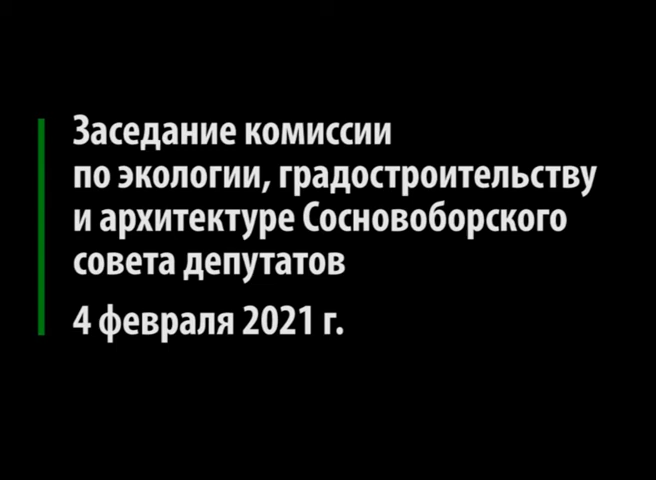 Заседание комиссии
по экологии, градостроительству
и архитектуре Сосновоборского
совета депутатов
4 февраля 2021 г.